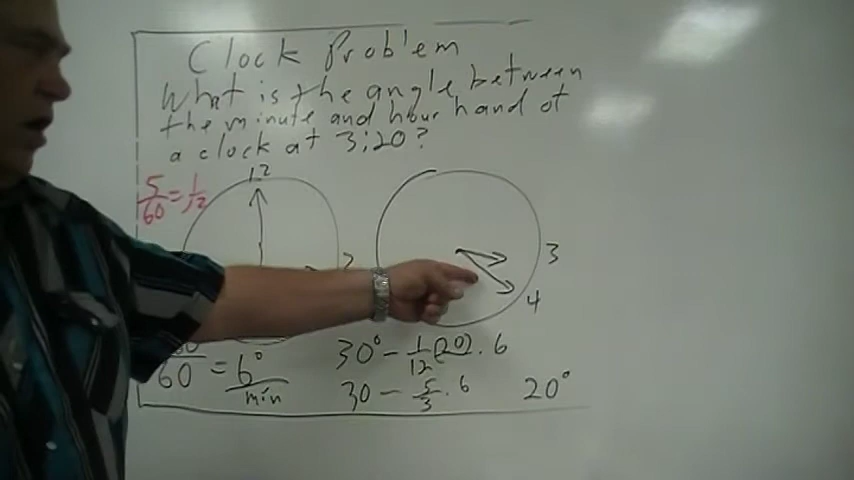 Clock Problem
What is the angle between
the minute and hour hand of
a clock at 3:20?
5/60 = 1/12
12
3
3
4
60 = 6°/min
30° - 1/12 (20) · 6
30 - 5/3 · 6
20°